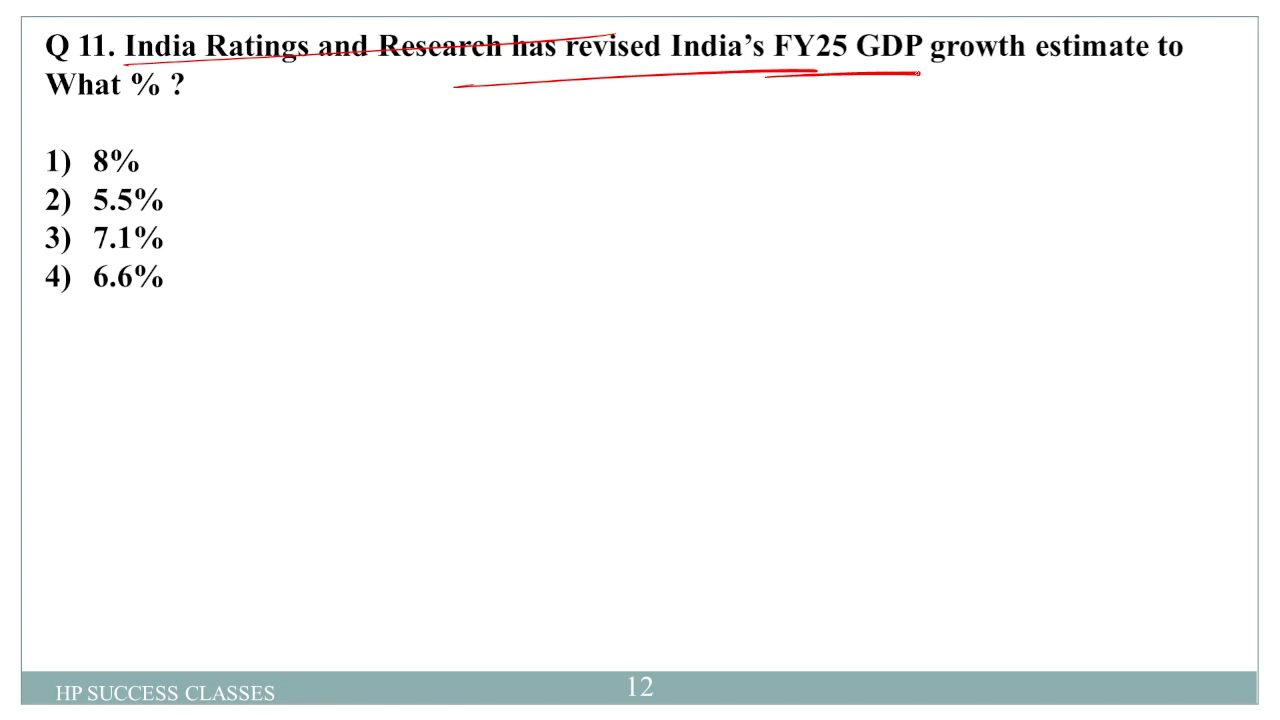 Q 11. India Ratings and Research has revised India’s FY25 GDP growth estimate to
What % ?
1) 8%
2) 5.5%
3) 7.1%
4) 6.6%
HP SUCCESS CLASSES
12